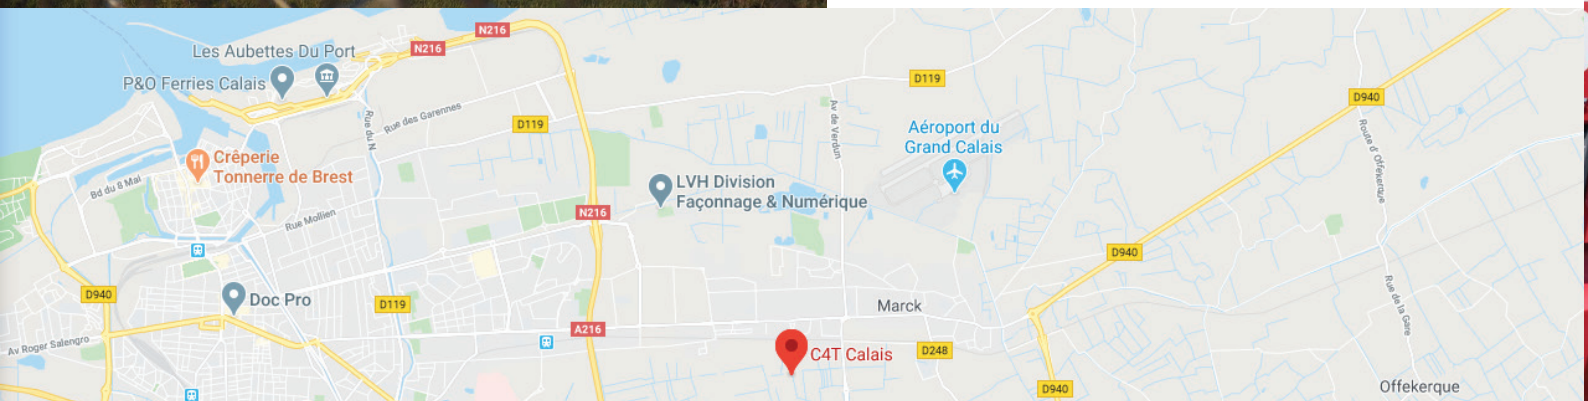 N216
Les Aubettes Du Port
N216
P&O Ferries Calais
D119
D940
Rue des Garennes
D119
Rue du N
Av de Verdun
Aéroport du
Grand Calais
Route d'Offekerque
Crêperie
Tonnerre de Brest
Bd du 8 Mai
LVH Division
Façonnage & Numérique
Rue Mollien
N216
D940
D940
Doc Pro
D119
Marck
Rue de la Gare
A216
Av Roger Salengro
C4T Calais
D248
D940
Offekerque